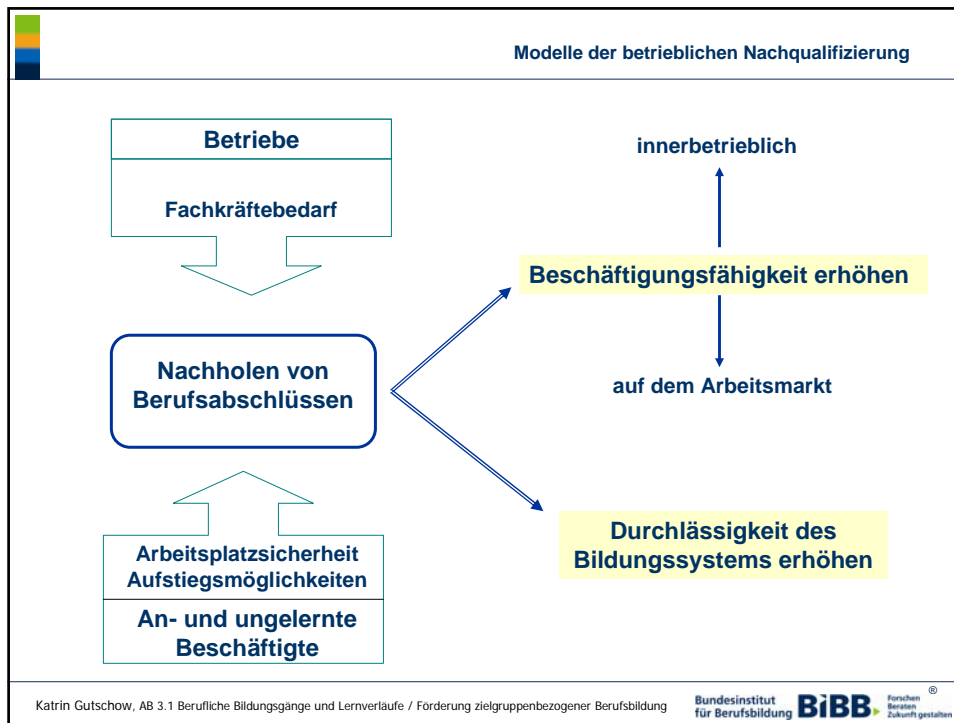 Modelle der betrieblichen Nachqualifizierung
Betriebe
Fachkräftebedarf
Nachholen von
Berufsabschlüssen
Arbeitsplatzsicherheit
Aufstiegsmöglichkeiten
An- und ungelernte
Beschäftigte
innerbetrieblich
Beschäftigungsfähigkeit erhöhen
auf dem Arbeitsmarkt
Durchlässigkeit des
Bildungssystems erhöhen
Katrin Gutschow, AB 3.1 Berufliche Bildungsgänge und Lernverläufe / Förderung zielgruppenbezogener Berufsbildung
Bundesinstitut
für Berufsbildung
BiBB
Forschen
Beraten
Zukunft gestalten
®